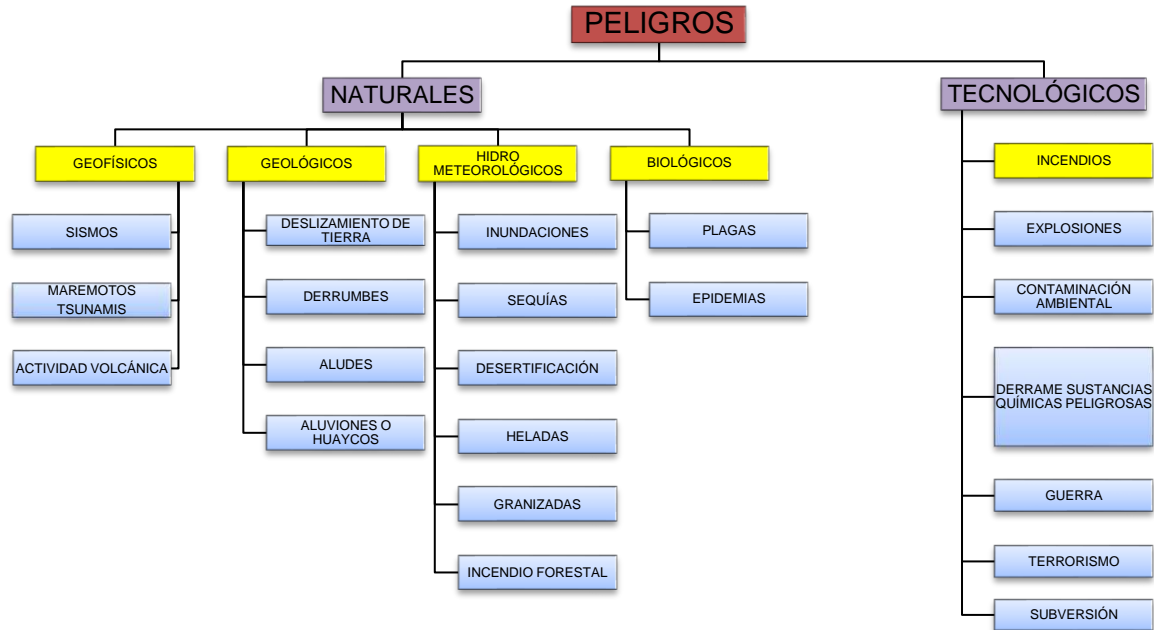 PELIGROS
NATURALES
TECNOLÓGICOS
GEOFÍSICOS
SISMOS
MAREMOTOS
TSUNAMIS
ACTIVIDAD VOLCÁNICA
GEOLÓGICOS
DESLIZAMIENTO DE
TIERRA
DERRUMBES
ALUDES
ALUVIONES O
HUAYCOS
HIDRO
METEOROLÓGICOS
INUNDACIONES
SEQUÍAS
DESERTIFICACIÓN
HELADAS
GRANIZADAS
INCENDIO FORESTAL
BIOLÓGICOS
PLAGAS
EPIDEMIAS
INCENDIOS
EXPLOSIONES
CONTAMINACIÓN
AMBIENTAL
DERRAME SUSTANCIAS
QUÍMICAS PELIGROSAS
GUERRA
TERRORISMO
SUBVERSIÓN